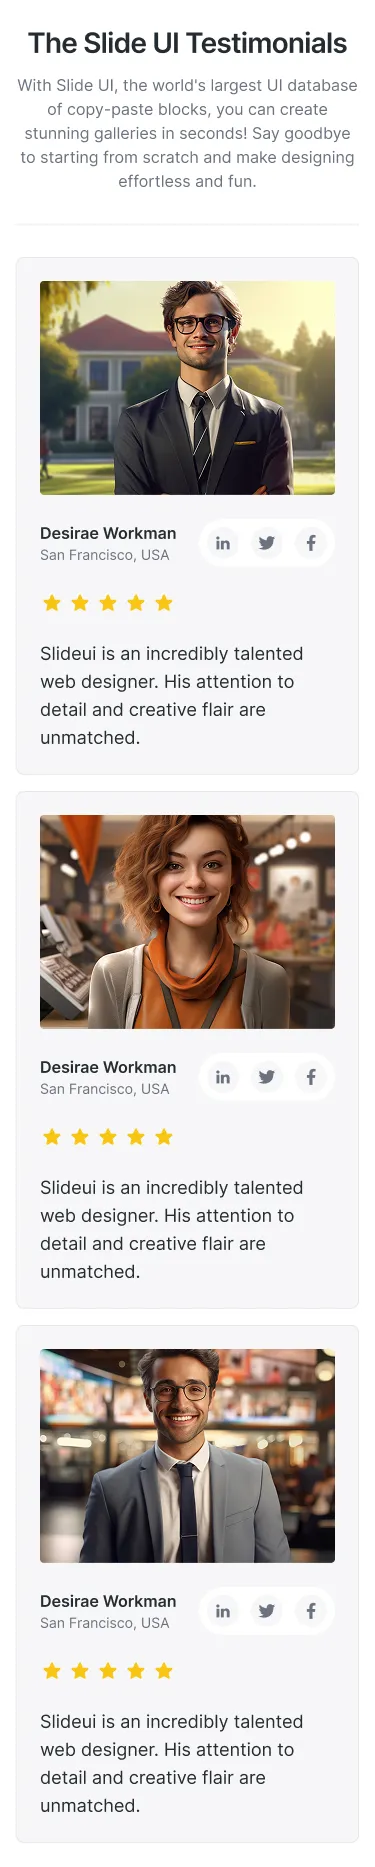 The Slide UI Testimonials
With Slide UI, the world's largest UI database
of copy-paste blocks, you can create
stunning galleries in seconds! Say goodbye
to starting from scratch and make designing
effortless and fun.
Desirae Workman
San Francisco, USA
in
Slideui is an incredibly talented
web designer. His attention to
detail and creative flair are
unmatched.
Desirae Workman
San Francisco, USA
in
Slideui is an incredibly talented
web designer. His attention to
detail and creative flair are
unmatched.
Desirae Workman
San Francisco, USA
in
Slideui is an incredibly talented
web designer. His attention to
detail and creative flair are
unmatched.